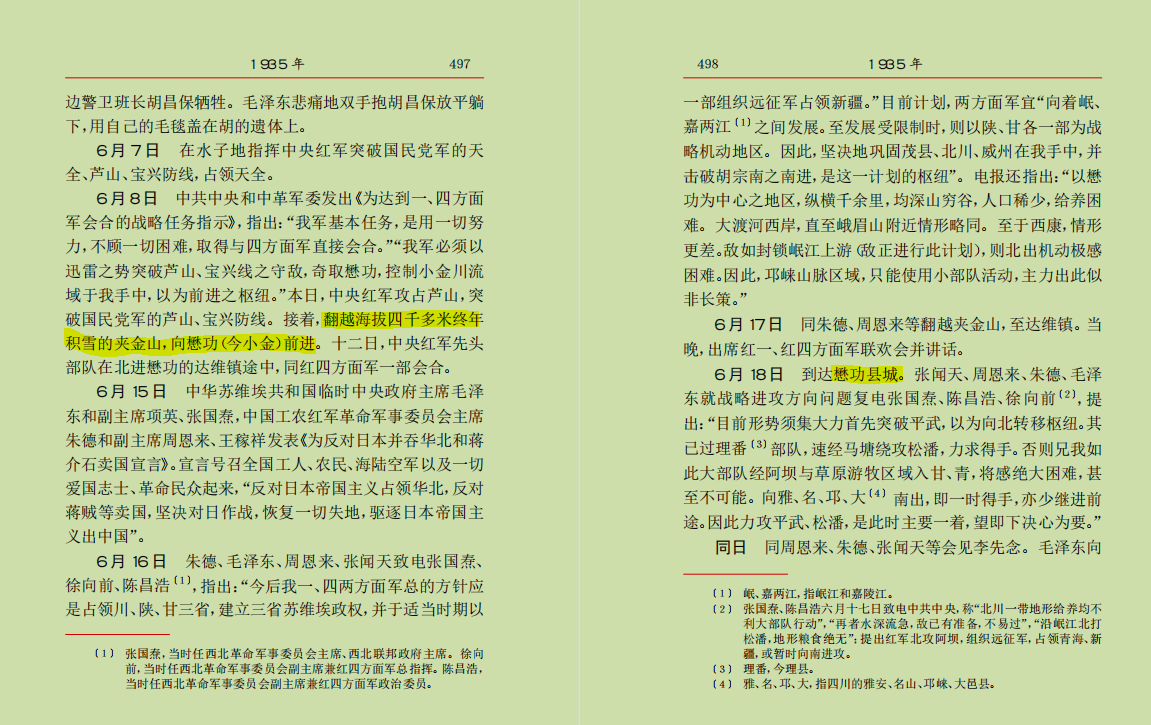 1935年
497
边警卫班长胡昌保牺牲。毛泽东悲痛地双手抱胡昌保放平躺
下，用自己的毛毯盖在胡的遗体上。
6月7日　在水子地指挥中央红军突破国民党军的天
全、芦山、宝兴防线，占领天全。
6月8日　中共中央和中革军委发出《为达到一、四方面
军会合的战略任务指示》，指出：“我军基本任务，是用一切努
力，不顾一切困难，取得与四方面军直接会合。”“我军必须以
迅雷之势突破芦山、宝兴线之守敌，奇取懋功，控制小金川流
域于我手中，以为前进之枢纽。”本日，中央红军攻占芦山，突
破国民党军的芦山、宝兴防线。接着，翻越海拔四千多米终年
积雪的夹金山，向懋功（今小金）前进。十二日，中央红军先头
部队在北进懋功的达维镇途中，同红四方面军一部会合。
6月15日　中华苏维埃共和国临时中央政府主席毛泽
东和副主席项英、张国焘，中国工农红军革命军事委员会主席
朱德和副主席周恩来、王稼祥发表《为反对日本并吞华北和蒋
介石卖国宣言》。宣言号召全国工人、农民、海陆空军以及一切
爱国志士、革命民众起来，“反对日本帝国主义占领华北，反对
蒋贼等卖国，坚决对日作战，恢复一切失地，驱逐日本帝国主
义出中国”。
6月16日　朱德、毛泽东、周恩来、张闻天致电张国焘、
徐向前、陈昌浩〔1〕，指出：“今后我一、四两方面军总的方针应
是占领川、陕、甘三省，建立三省苏维埃政权，并于适当时期以
〔1〕　张国焘，当时任西北革命军事委员会主席、西北联邦政府主席。徐向
前，当时任西北革命军事委员会副主席兼红四方面军总指挥。陈昌浩，
当时任西北革命军事委员会副主席兼红四方面军政治委员。
498
1935年
一部组织远征军占领新疆。”目前计划，两方面军宜“向着岷、
嘉两江〔1〕之间发展。至发展受限制时，则以陕、甘各一部为战
略机动地区。因此，坚决地巩固茂县、北川、威州在我手中，并
击破胡宗南之南进，是这一计划的枢纽”。电报还指出：“以懋
功为中心之地区，纵横千余里，均深山穷谷，人口稀少，给养困
难。大渡河西岸，直至峨眉山附近情形略同。至于西康，情形
更差。敌如封锁岷江上游（敌正进行此计划），则北出机动极感
困难。因此，邛崃山脉区域，只能使用小部队活动，主力出此似
非长策。”
6月17日　同朱德、周恩来等翻越夹金山，至达维镇。当
晚，出席红一、红四方面军联欢会并讲话。
6月18日　到达懋功县城。张闻天、周恩来、朱德、毛泽
东就战略进攻方向问题复电张国焘、陈昌浩、徐向前〔2〕，提
出：“目前形势须集大力首先突破平武，以为向北转移枢纽。其
已过理番〔3〕部队，速经马塘绕攻松潘，力求得手。否则兄我如
此大部队经阿坝与草原游牧区域入甘、青，将感绝大困难，甚
至不可能。向雅、名、邛、大〔4〕南出，即一时得手，亦少继进前
途。因此力攻平武、松潘，是此时主要一着，望即下决心为要。”
同日　同周恩来、朱德、张闻天等会见李先念。毛泽东向
〔1〕　岷、嘉两江，指岷江和嘉陵江。
〔2〕　张国焘、陈昌浩六月十七日致电中共中央，称“北川一带地形给养均不
利大部队行动”，“再者水深流急，敌已有准备，不易过”，“沿岷江北打
松潘，地形粮食绝无”；提出红军北攻阿坝，组织远征军，占领青海、新
疆，或暂时向南进攻。
〔3〕　理番，今理县。
〔4〕　雅、名、邛、大，指四川的雅安、名山、邛崃、大邑县。